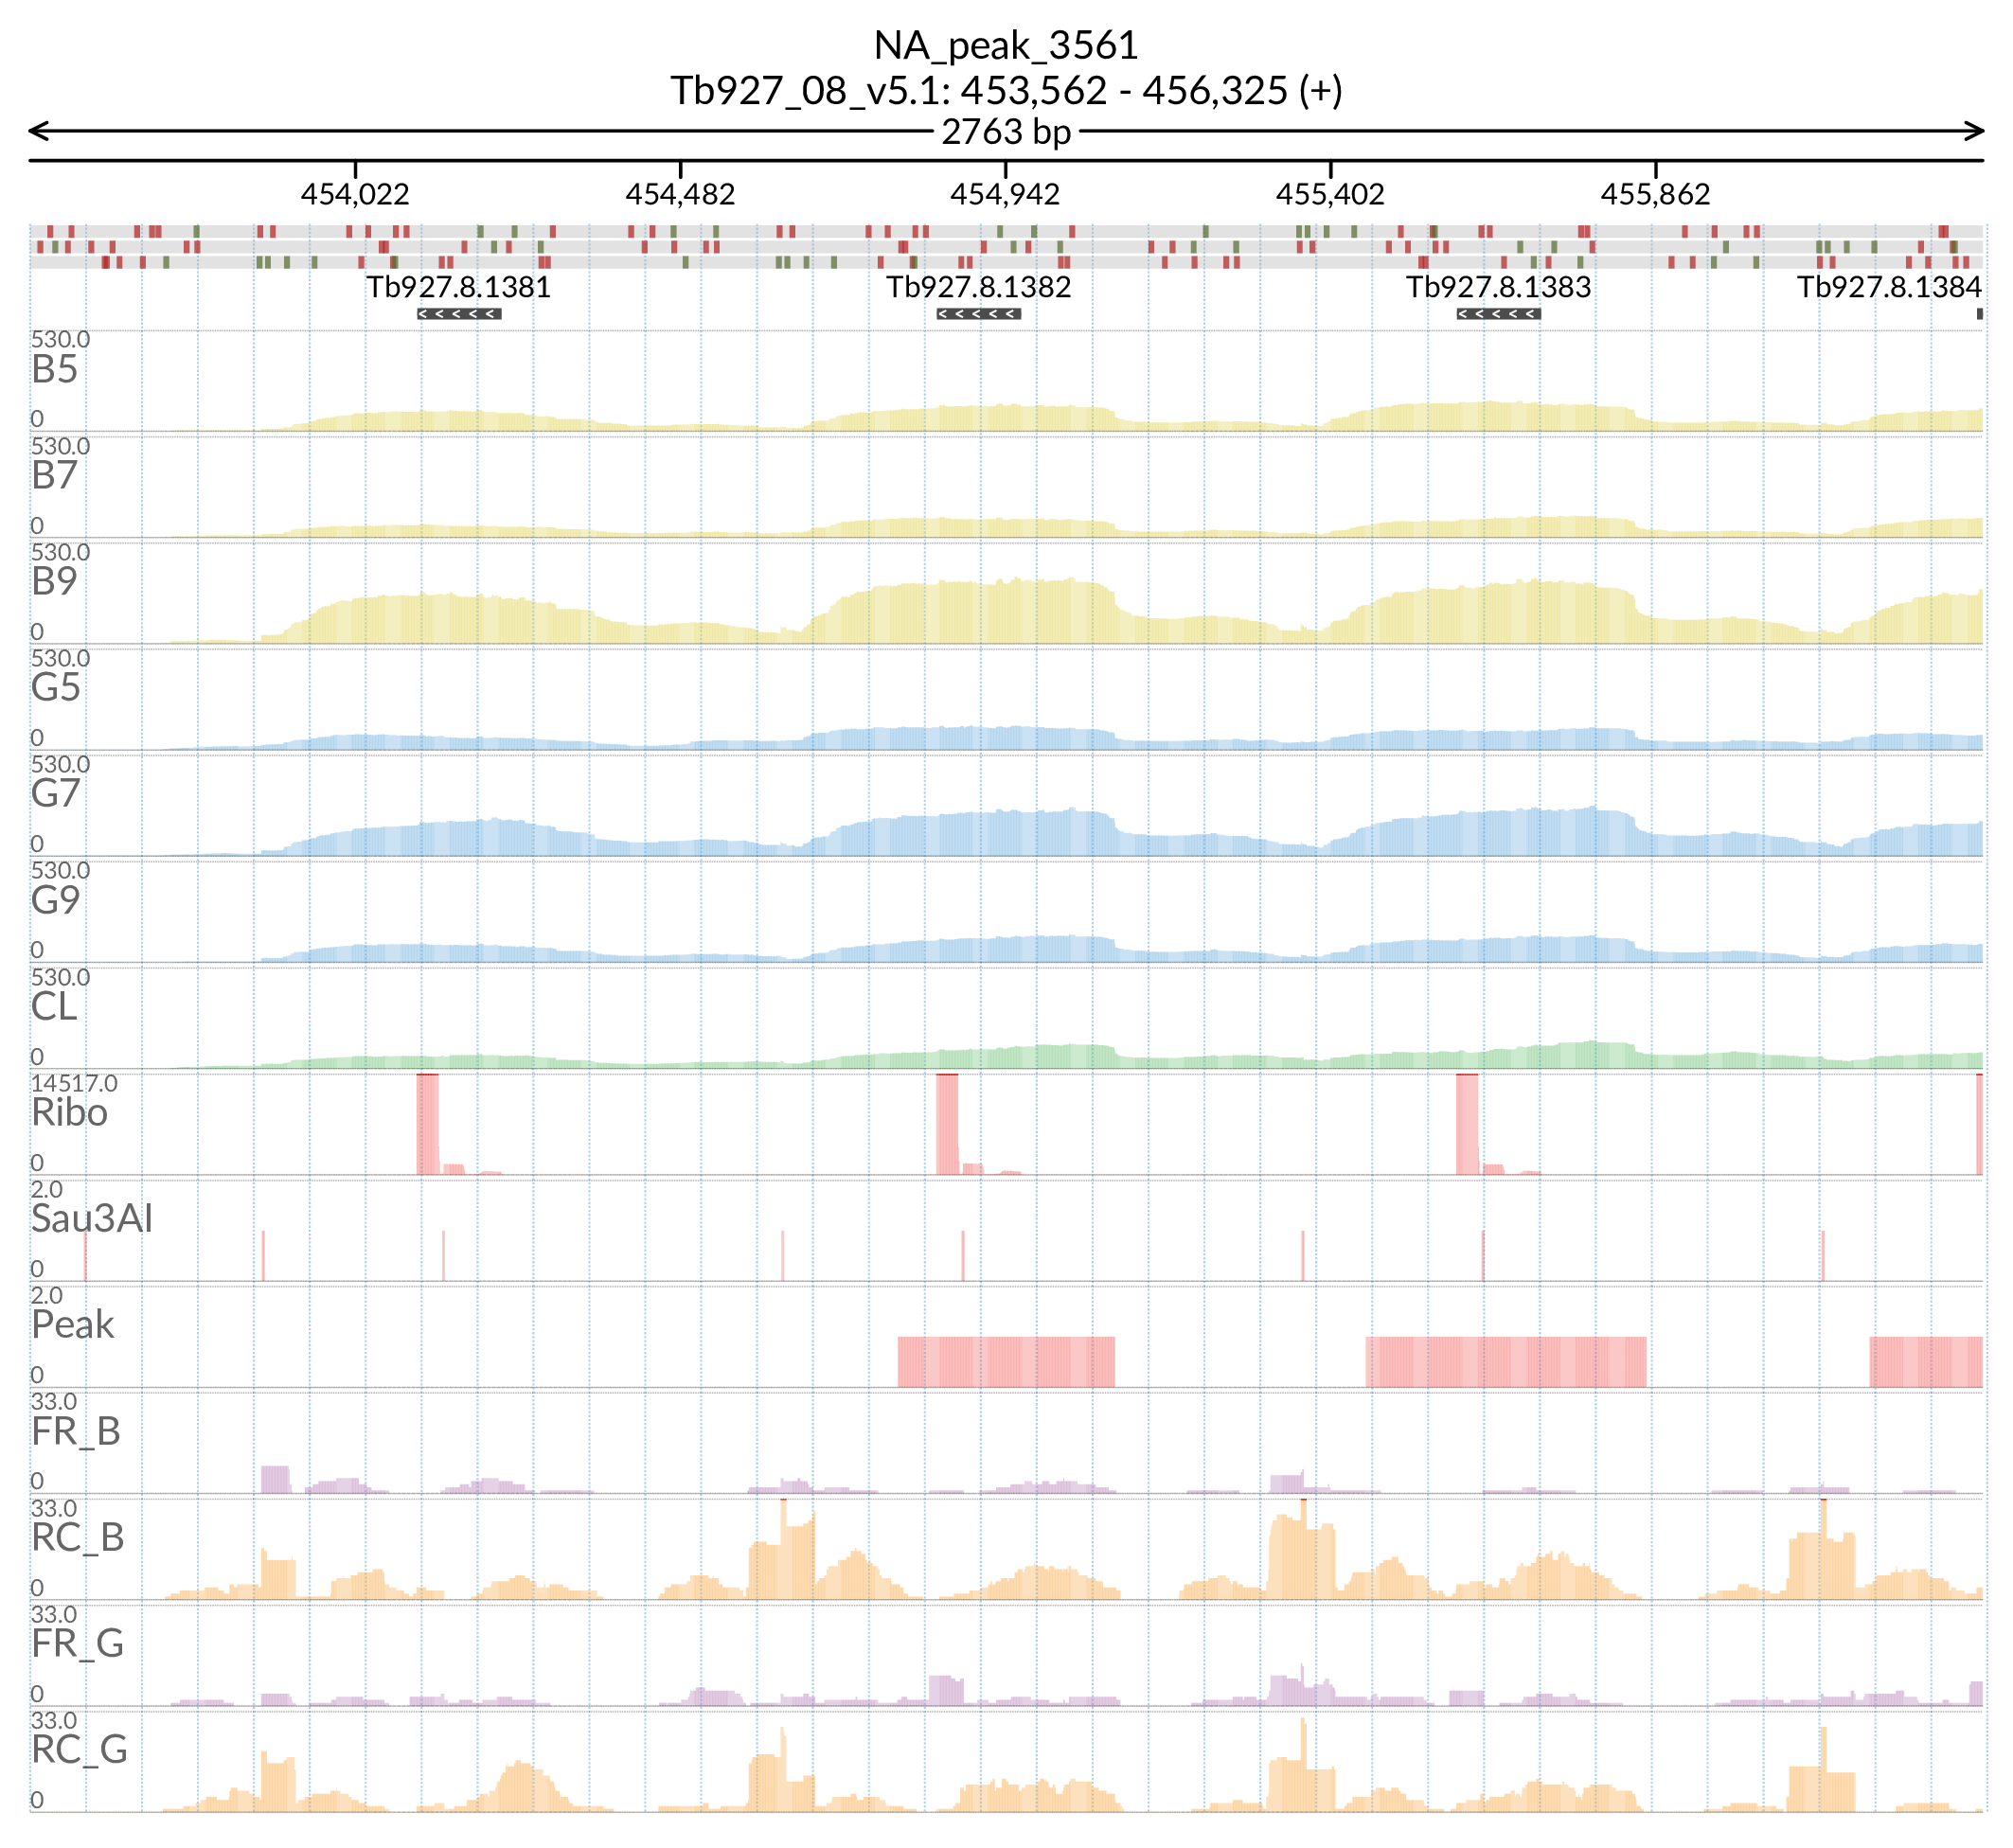 NA_peak_3561
Tb927_08_v5.1: 453,562 - 456,325 (+)
2763 bp
454,022 454,482 454,942 455,402 455,862
Tb927.8.1381 Tb927.8.1382 Tb927.8.1383 Tb927.8.1384
530.0
B5
0
530.0
B7
0
530.0
B9
0
530.0
G5
0
530.0
G7
0
530.0
G9
0
530.0
CL
0
14517.0
Ribo
0
2.0
Sau3AI
0
2.0
Peak
0
33.0
FR_B
0
33.0
RC_B
0
33.0
FR_G
0
33.0
RC_G
0